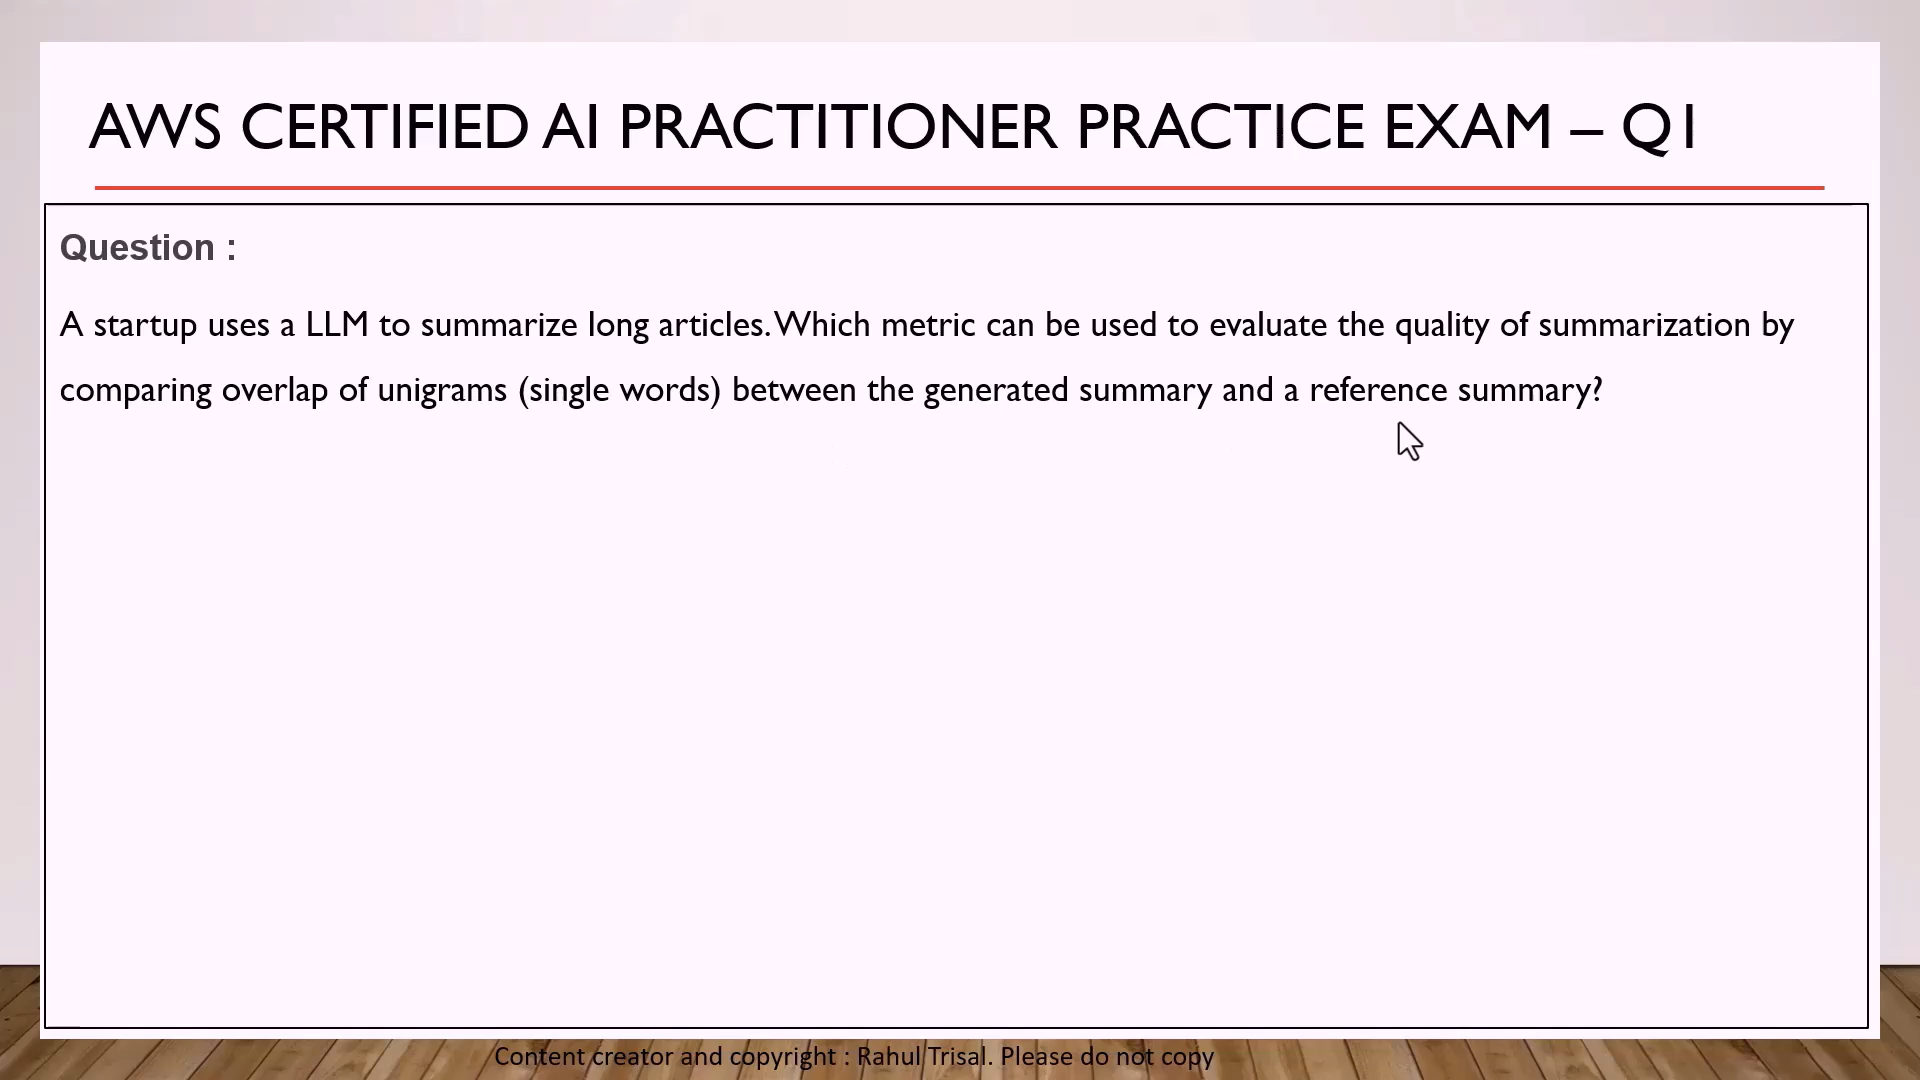 AWS CERTIFIED AI PRACTITIONER PRACTICE EXAM – Q1
Question :
A startup uses a LLM to summarize long articles. Which metric can be used to evaluate the quality of summarization by
comparing overlap of unigrams (single words) between the generated summary and a reference summary?
Content creator and copyright : Rahul Trisal. Please do not copy